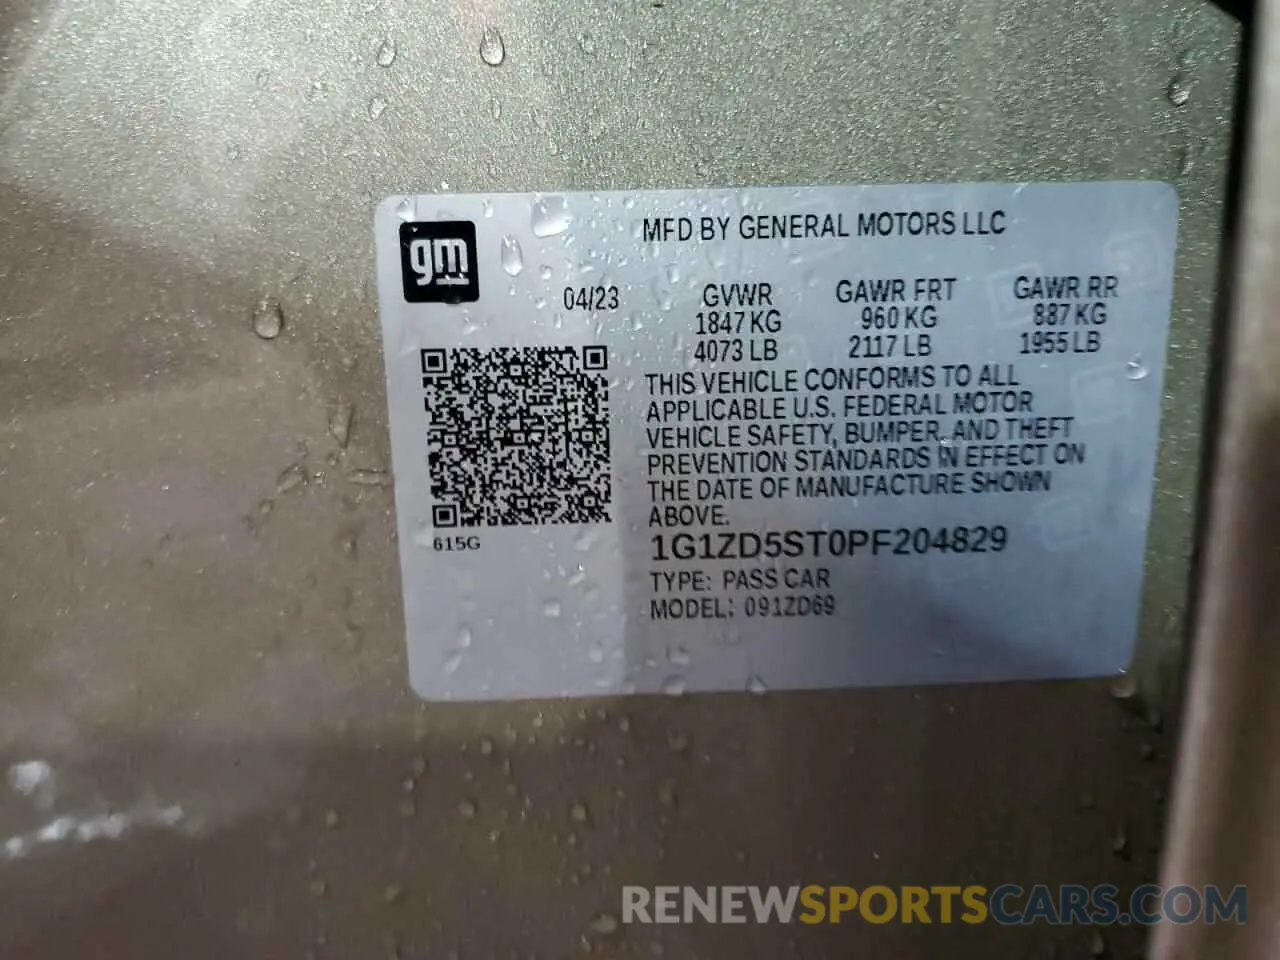 gm
MFD BY GENERAL MOTORS LLC
04/23
GVWR GAWR FRT GAWR RR
1847 KG 960 KG 887 KG
4073 LB 2117 LB 1955 LB
THIS VEHICLE CONFORMS TO ALL
APPLICABLE U.S. FEDERAL MOTOR
VEHICLE SAFETY, BUMPER, AND THEFT
PREVENTION STANDARDS IN EFFECT ON
THE DATE OF MANUFACTURE SHOWN
ABOVE.
615G
1G1ZD5ST0PF204829
TYPE: PASS CAR
MODEL: 091ZD69
RENEWSPORTSCARS.COM